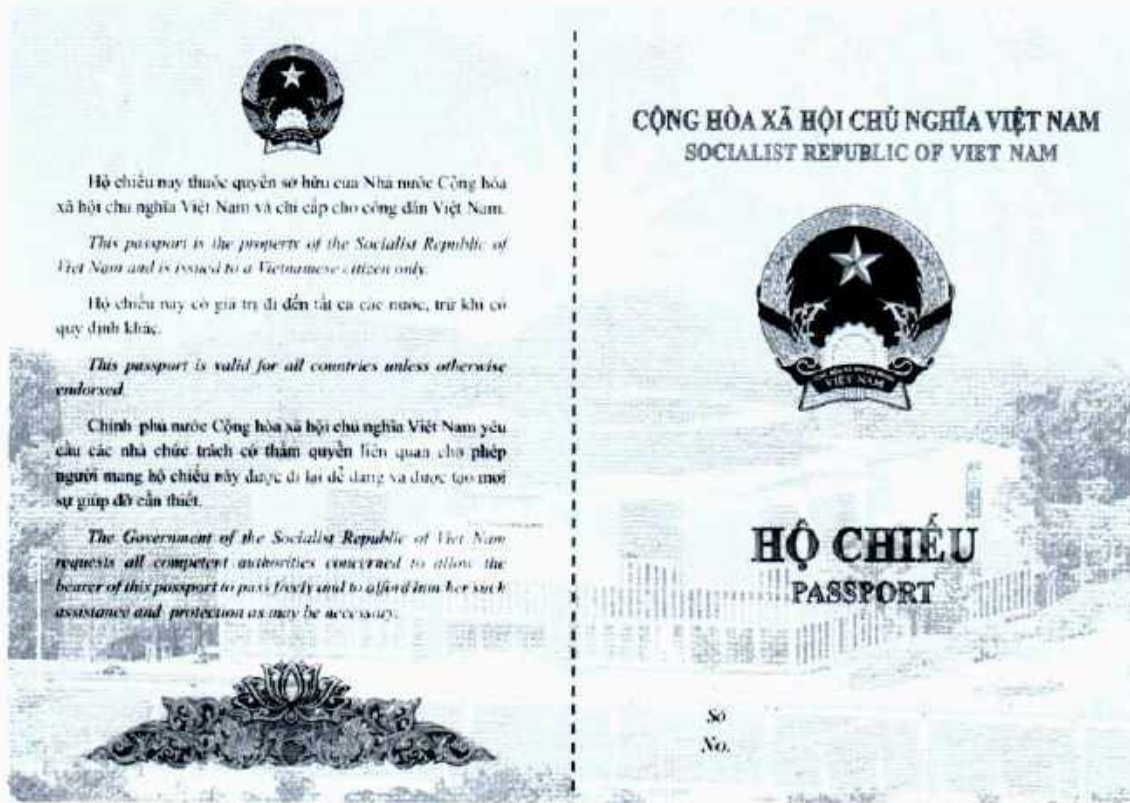 Hộ chiếu này thuộc quyền sở hữu của Nhà nước Cộng hòa
xã hội chủ nghĩa Việt Nam và chỉ cấp cho công dân Việt Nam.
This passport is the property of the Socialist Republic of
Viet Nam and is issued to a Vietnamese citizen only.
Hộ chiếu này có giá trị đi đến tất cả các nước, trừ khi có
quy định khác.
This passport is valid for all countries unless otherwise
endorsed.
Chính phủ nước Cộng hòa xã hội chủ nghĩa Việt Nam yêu
cầu các nhà chức trách có thẩm quyền liên quan cho phép
người mang hộ chiếu này được đi lại dễ dàng và được tạo mọi
sự giúp đỡ cần thiết.
The Government of the Socialist Republic of Viet Nam
requests all competent authorities concerned to allow the
bearer of this passport to pass freely and to afford him/her such
assistance and protection as may be necessary.
CỘNG HÒA XÃ HỘI CHỦ NGHĨA VIỆT NAM
SOCIALIST REPUBLIC OF VIET NAM
VIỆT NAM
HỘ CHIẾU
PASSPORT
Số
No.